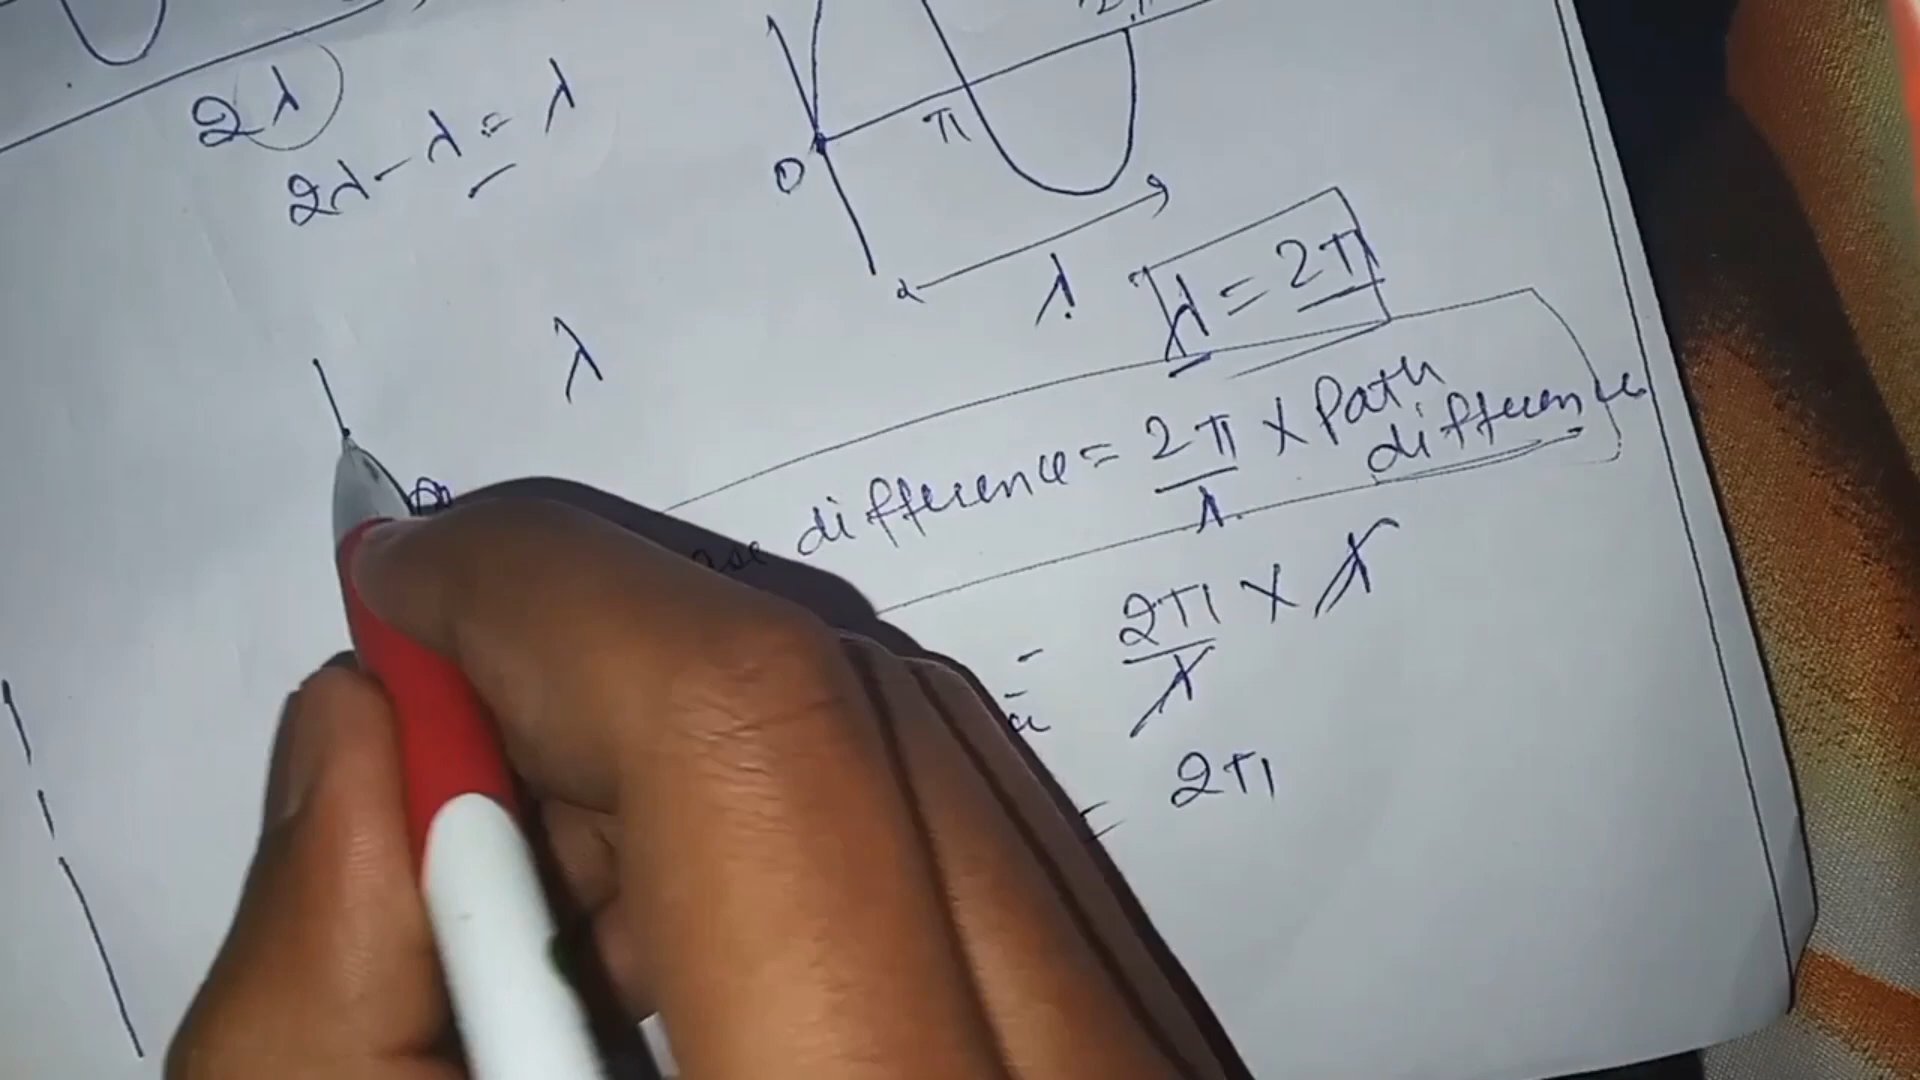 2λ
2λ - λ = λ
π
0
λ
λ = 2π
λ
difference = 2π/λ × Path difference
= 2π/λ × λ
= 2π